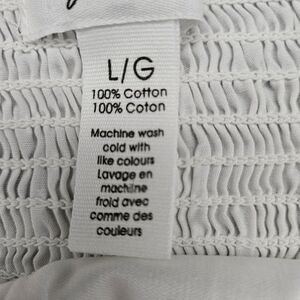 L/G
100% Cotton
100% Coton
Machine wash
cold with
like colours
Lavage en
machine
froid avec
comme des
couleurs